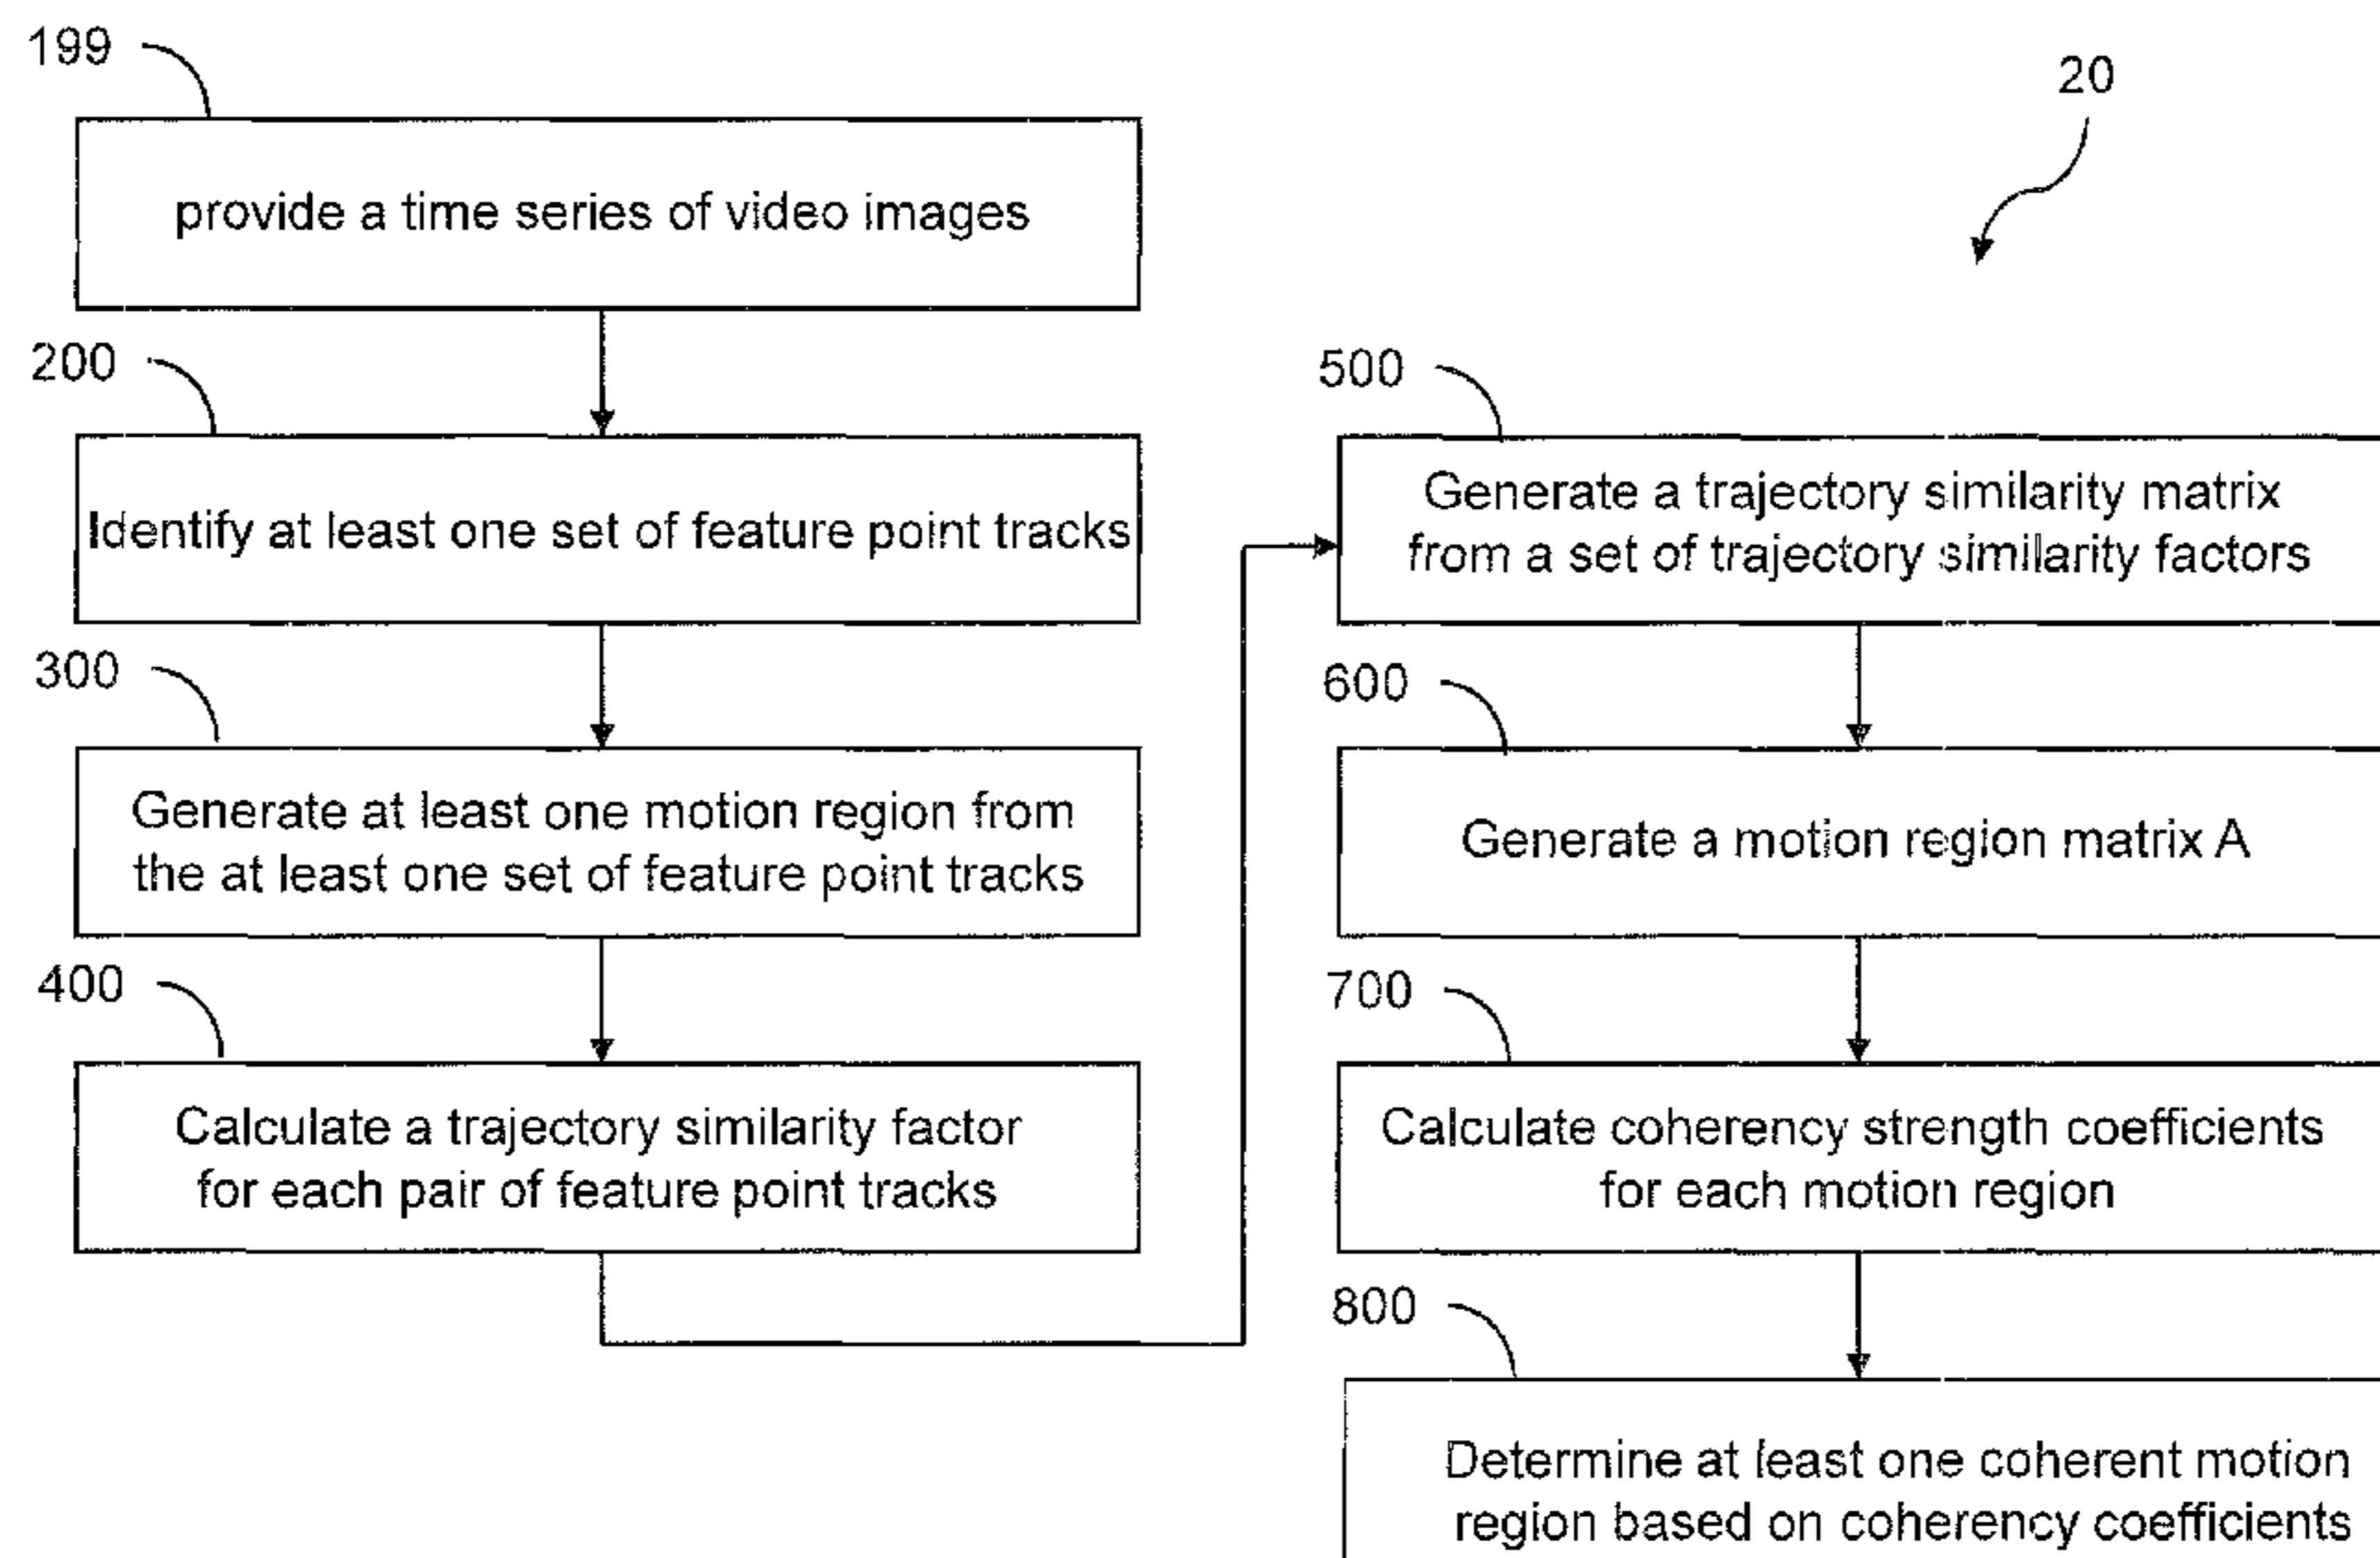 199
provide a time series of video images
200
Identify at least one set of feature point tracks
300
Generate at least one motion region from
the at least one set of feature point tracks
400
Calculate a trajectory similarity factor
for each pair of feature point tracks
20
500
Generate a trajectory similarity matrix
from a set of trajectory similarity factors
600
Generate a motion region matrix A
700
Calculate coherency strength coefficients
for each motion region
800
Determine at least one coherent motion
region based on coherency coefficients